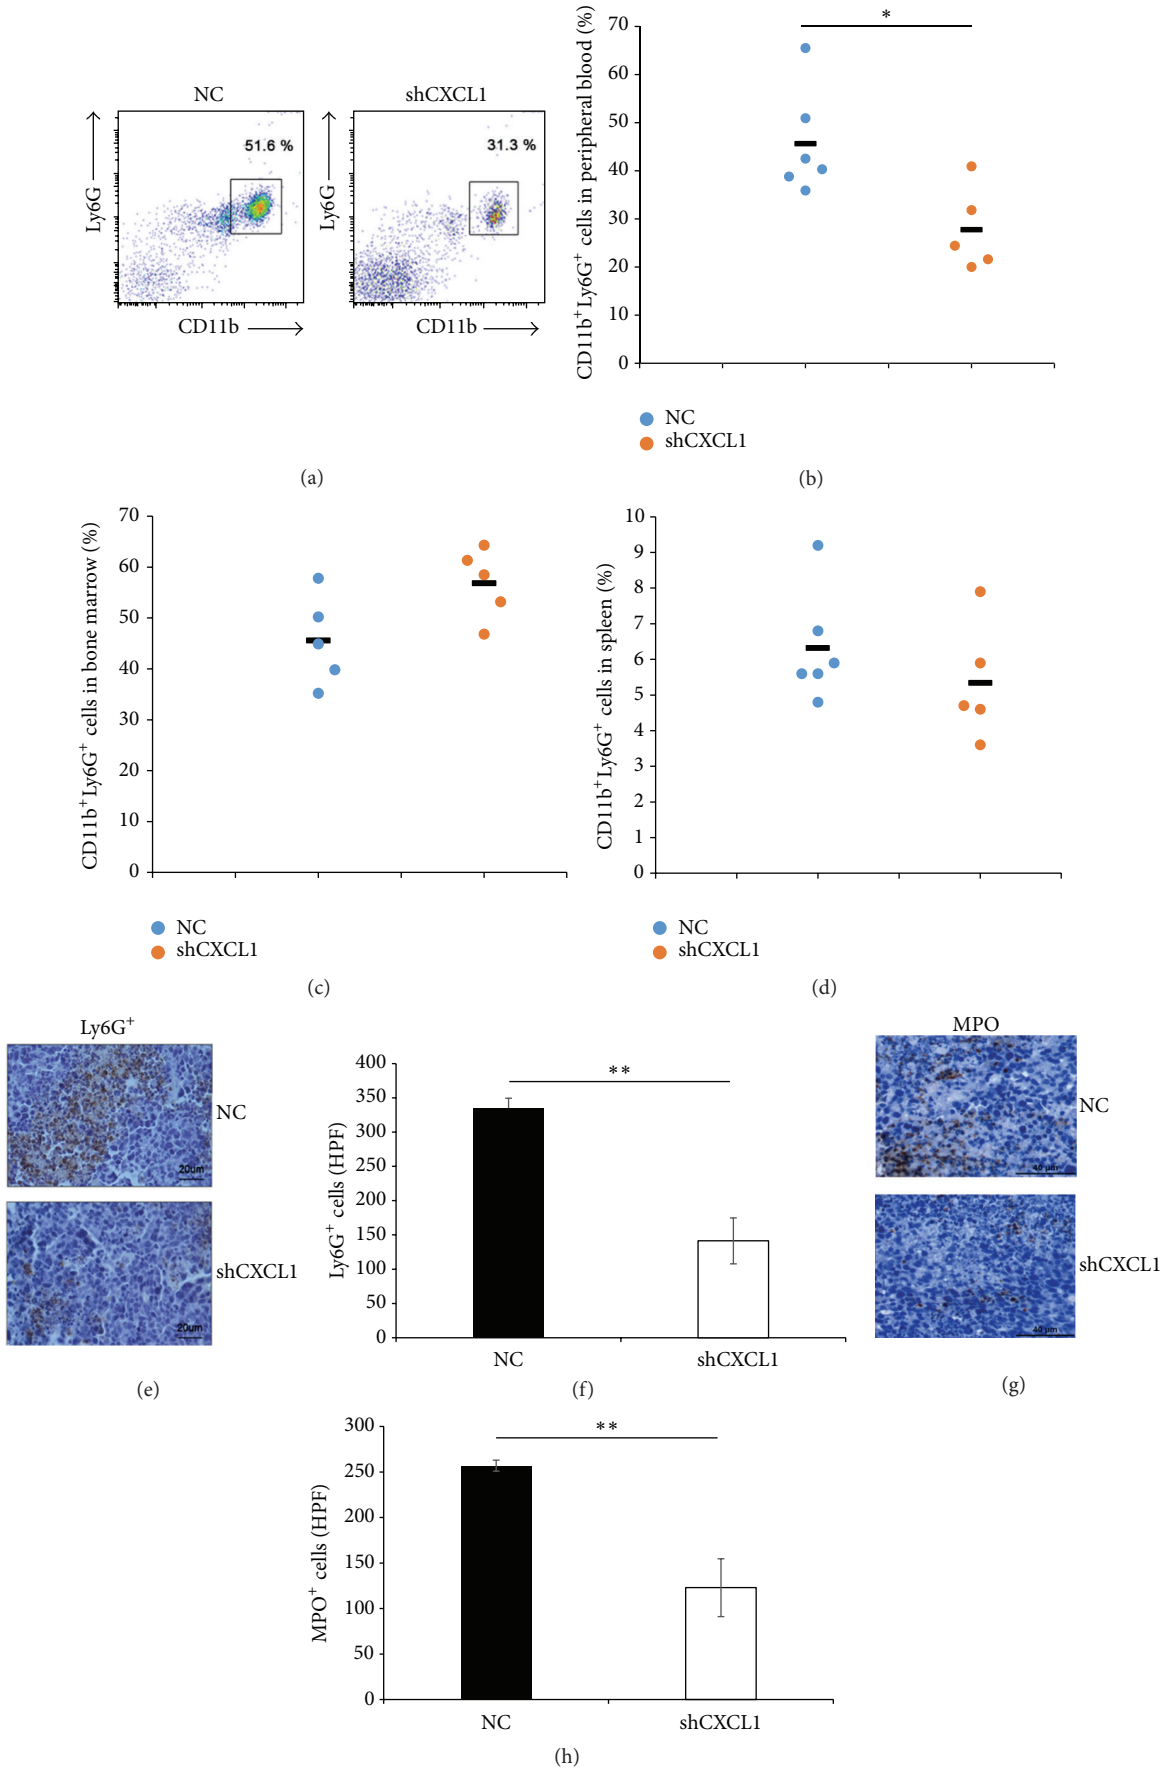 NC
shCXCL1
51.6 %
31.3 %
Ly6G
Ly6G
CD11b
CD11b
(a)
CD11b⁺Ly6G⁺ cells in peripheral blood (%)
70
60
50
40
30
20
10
0
*
NC
shCXCL1
(b)
CD11b⁺Ly6G⁺ cells in bone marrow (%)
70
60
50
40
30
20
10
0
NC
shCXCL1
(c)
CD11b⁺Ly6G⁺ cells in spleen (%)
10
9
8
7
6
5
4
3
2
1
0
NC
shCXCL1
(d)
Ly6G⁺
NC
20um
shCXCL1
20um
(e)
Ly6G⁺ cells (HPF)
400
350
300
250
200
150
100
50
0
**
NC
shCXCL1
(f)
MPO
NC
40 μm
shCXCL1
40 μm
(g)
MPO⁺ cells (HPF)
300
250
200
150
100
50
0
**
NC
shCXCL1
(h)